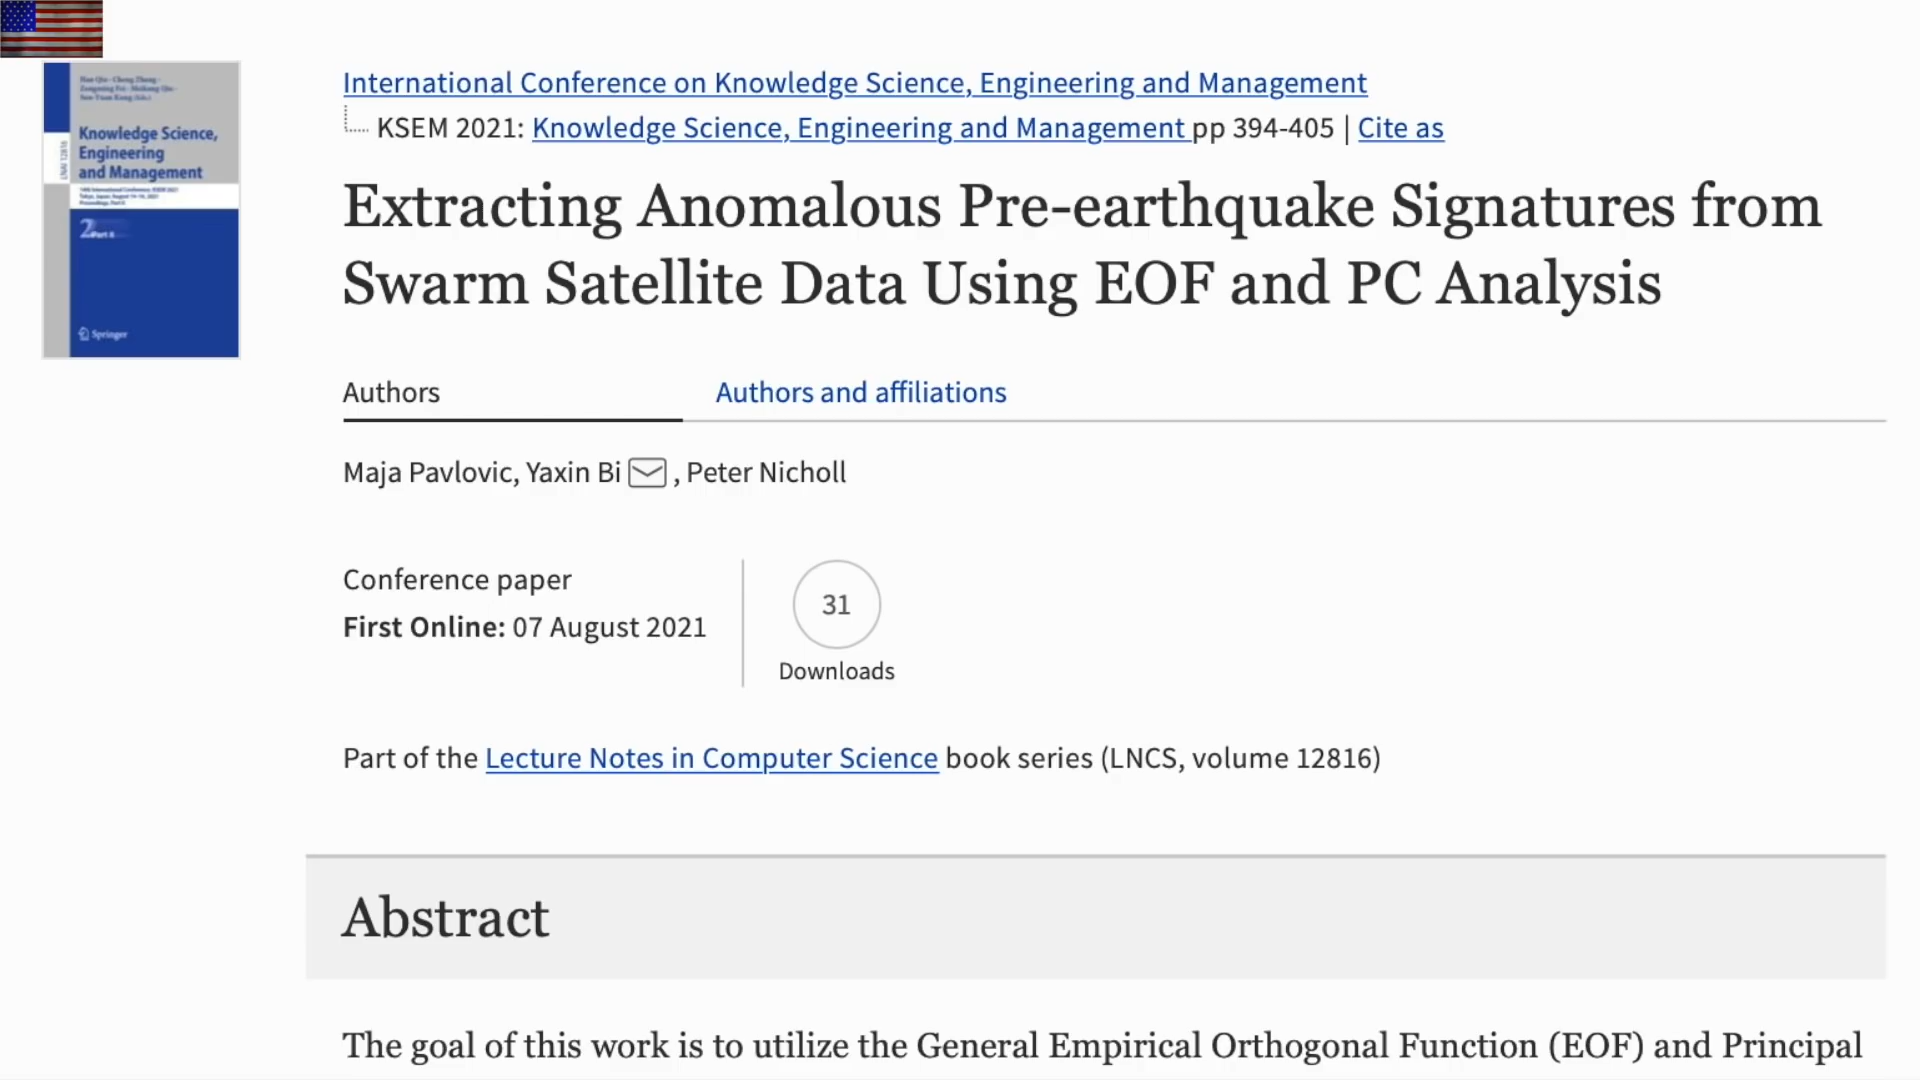 International Conference on Knowledge Science, Engineering and Management
KSEM 2021: Knowledge Science, Engineering and Management pp 394-405 | Cite as
Extracting Anomalous Pre-earthquake Signatures from
Swarm Satellite Data Using EOF and PC Analysis
Knowledge Science,
Engineering
and Management
LNAI 12816
Springer
Authors
Authors and affiliations
Maja Pavlovic, Yaxin Bi , Peter Nicholl
Conference paper
First Online: 07 August 2021
31
Downloads
Part of the Lecture Notes in Computer Science book series (LNCS, volume 12816)
Abstract
The goal of this work is to utilize the General Empirical Orthogonal Function (EOF) and Principal